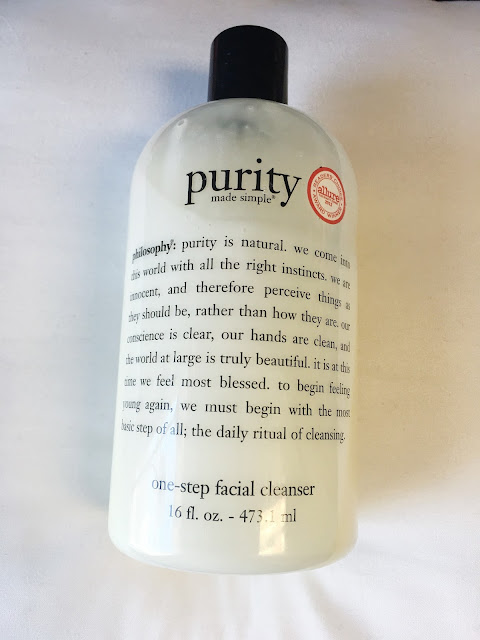 purity
made simple®
READERS' CHOICE
allure
AWARD WINNER
philosophy®: purity is natural. we come into
this world with all the right instincts. we are
innocent, and therefore perceive things as
they should be, rather than how they are. our
conscience is clear, our hands are clean, and
the world at large is truly beautiful. it is at this
time we feel most blessed. to begin feeling
young again, we must begin with the most
basic step of all; the daily ritual of cleansing.
one-step facial cleanser
16 fl. oz. - 473.1 ml